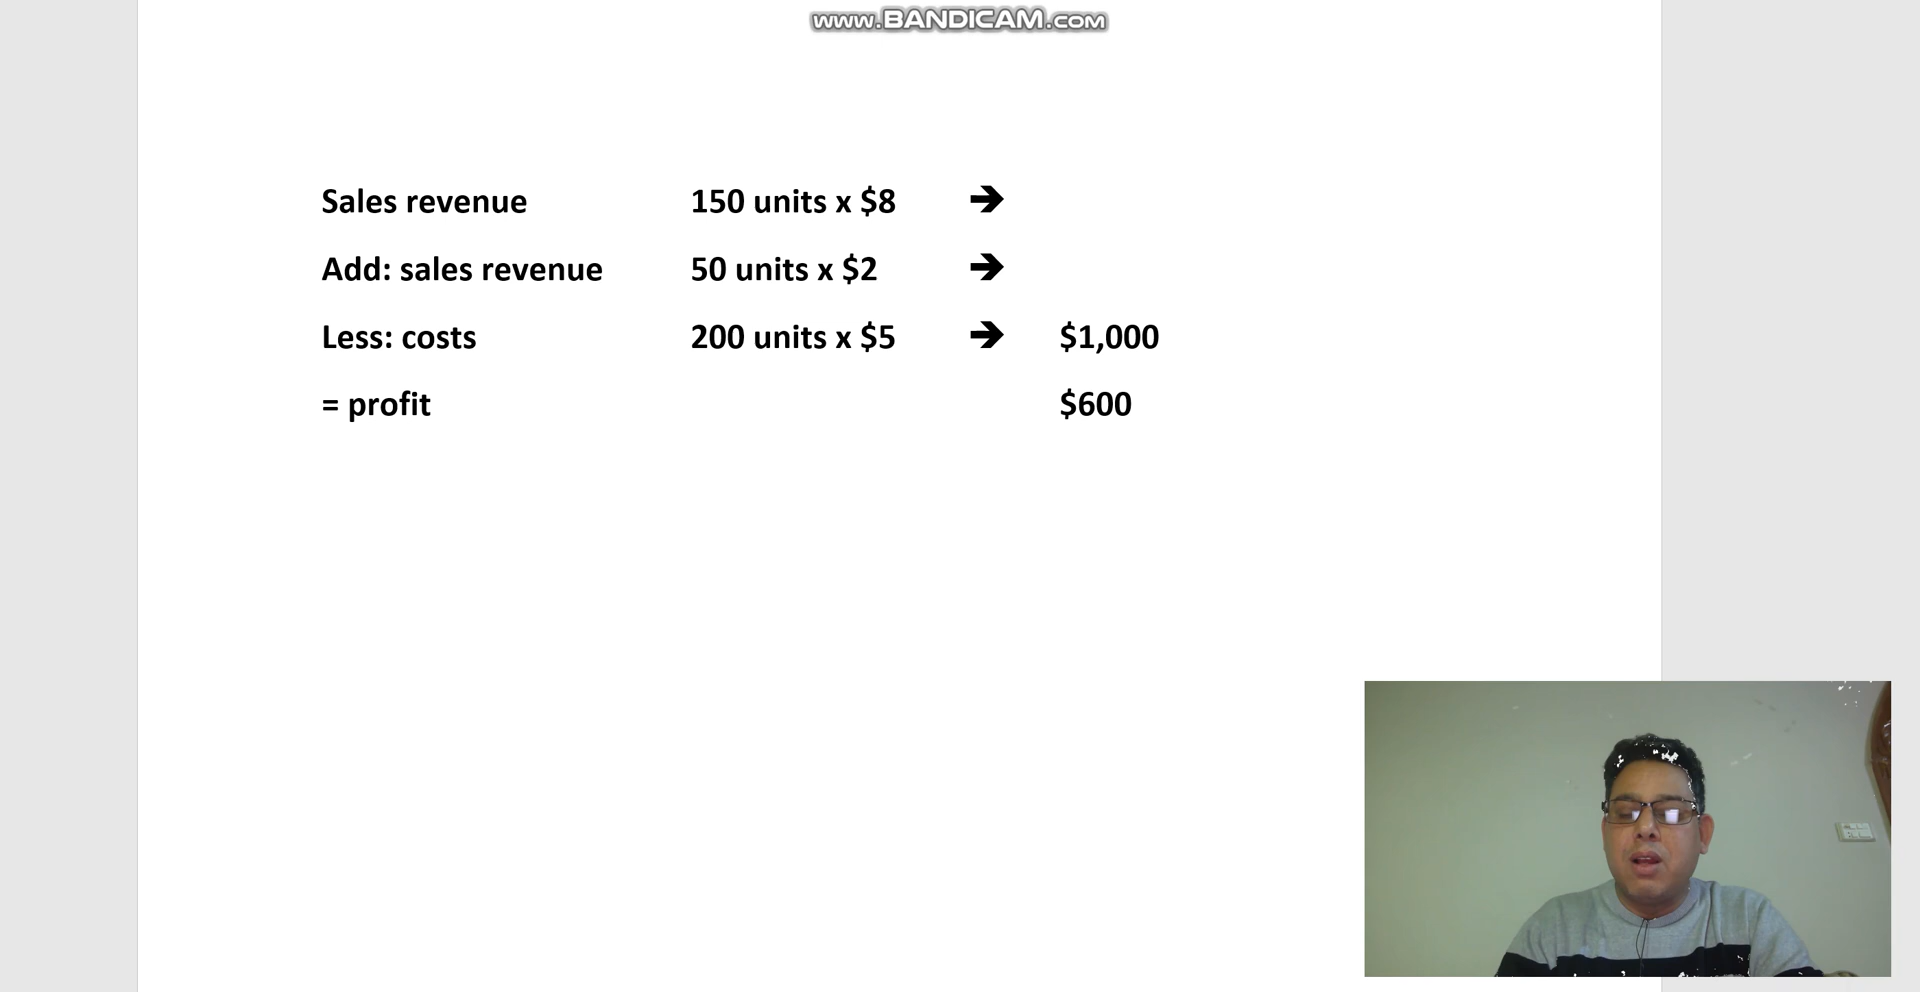 www.BANDICAM.com
Sales revenue 150 units x $8 ➔
Add: sales revenue 50 units x $2 ➔
Less: costs 200 units x $5 ➔ $1,000
= profit $600